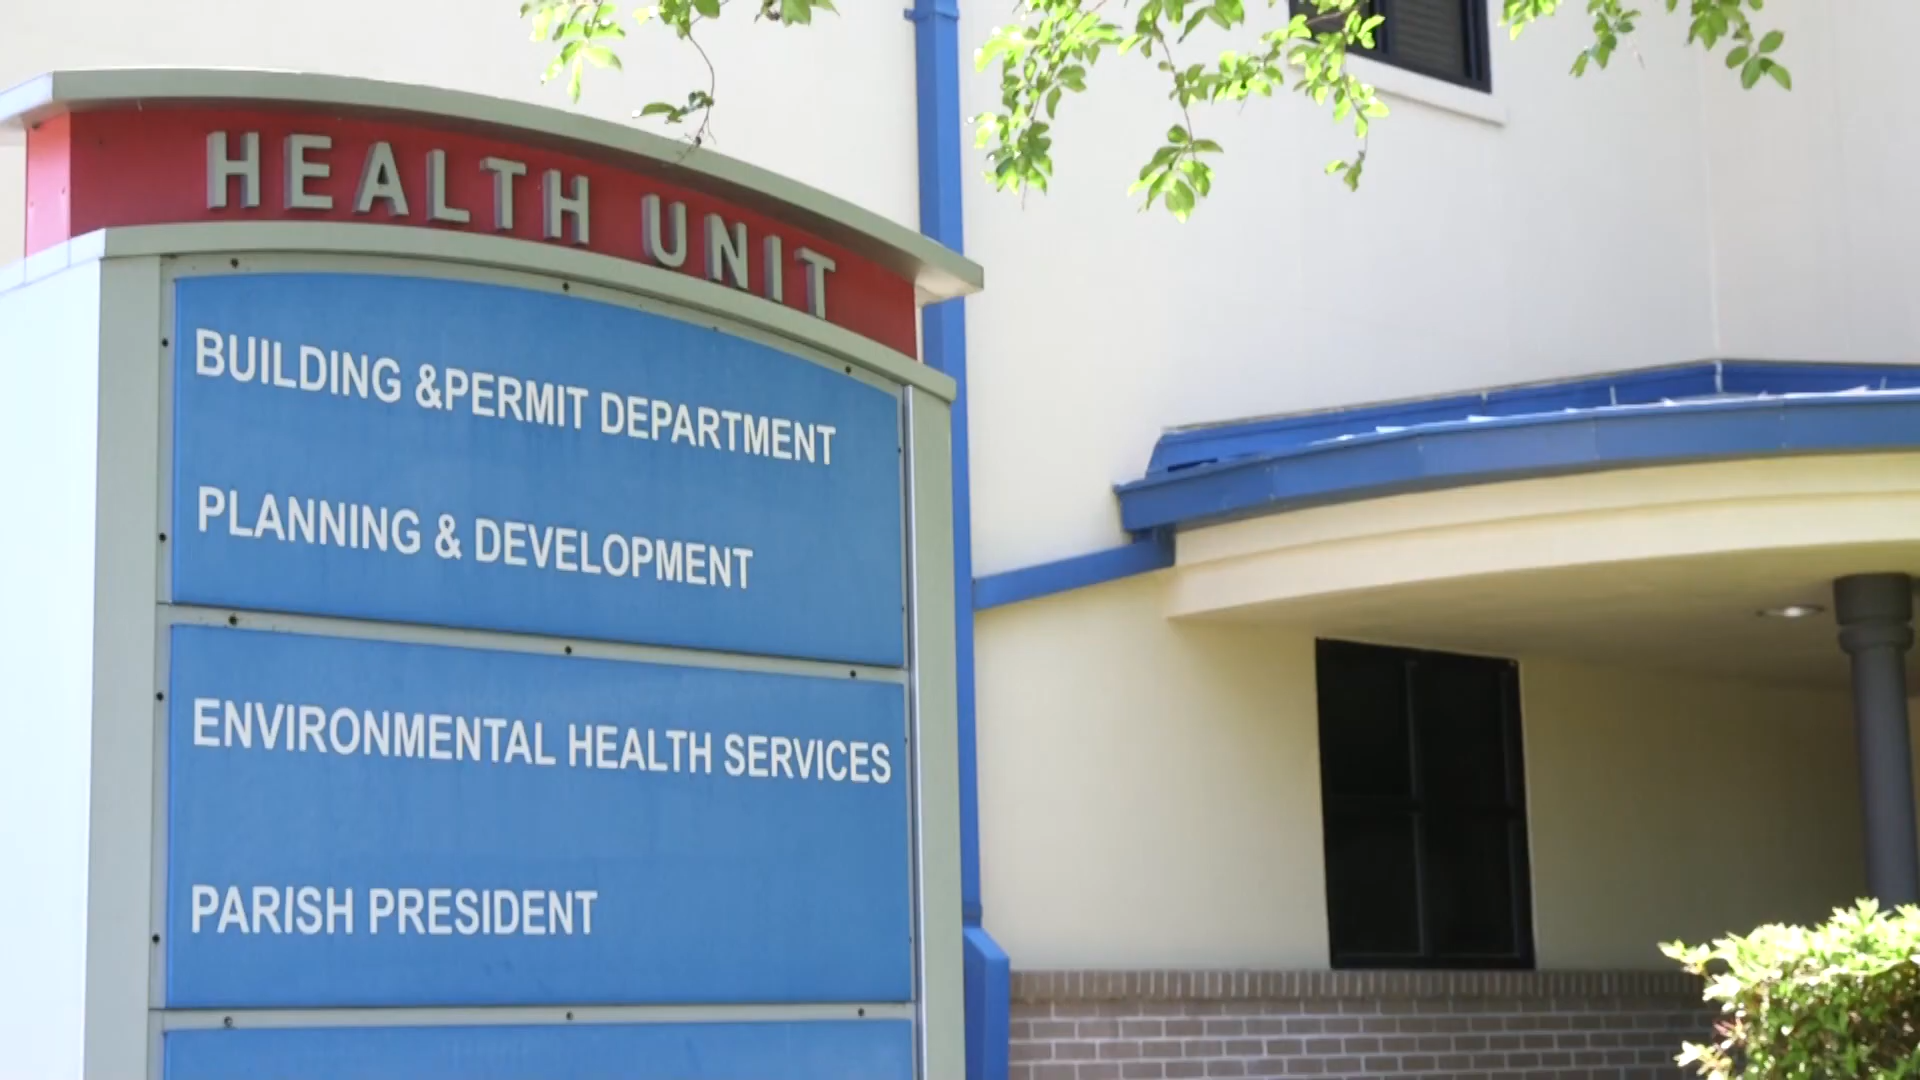 HEALTH UNIT
BUILDING &PERMIT DEPARTMENT
PLANNING & DEVELOPMENT
ENVIRONMENTAL HEALTH SERVICES
PARISH PRESIDENT